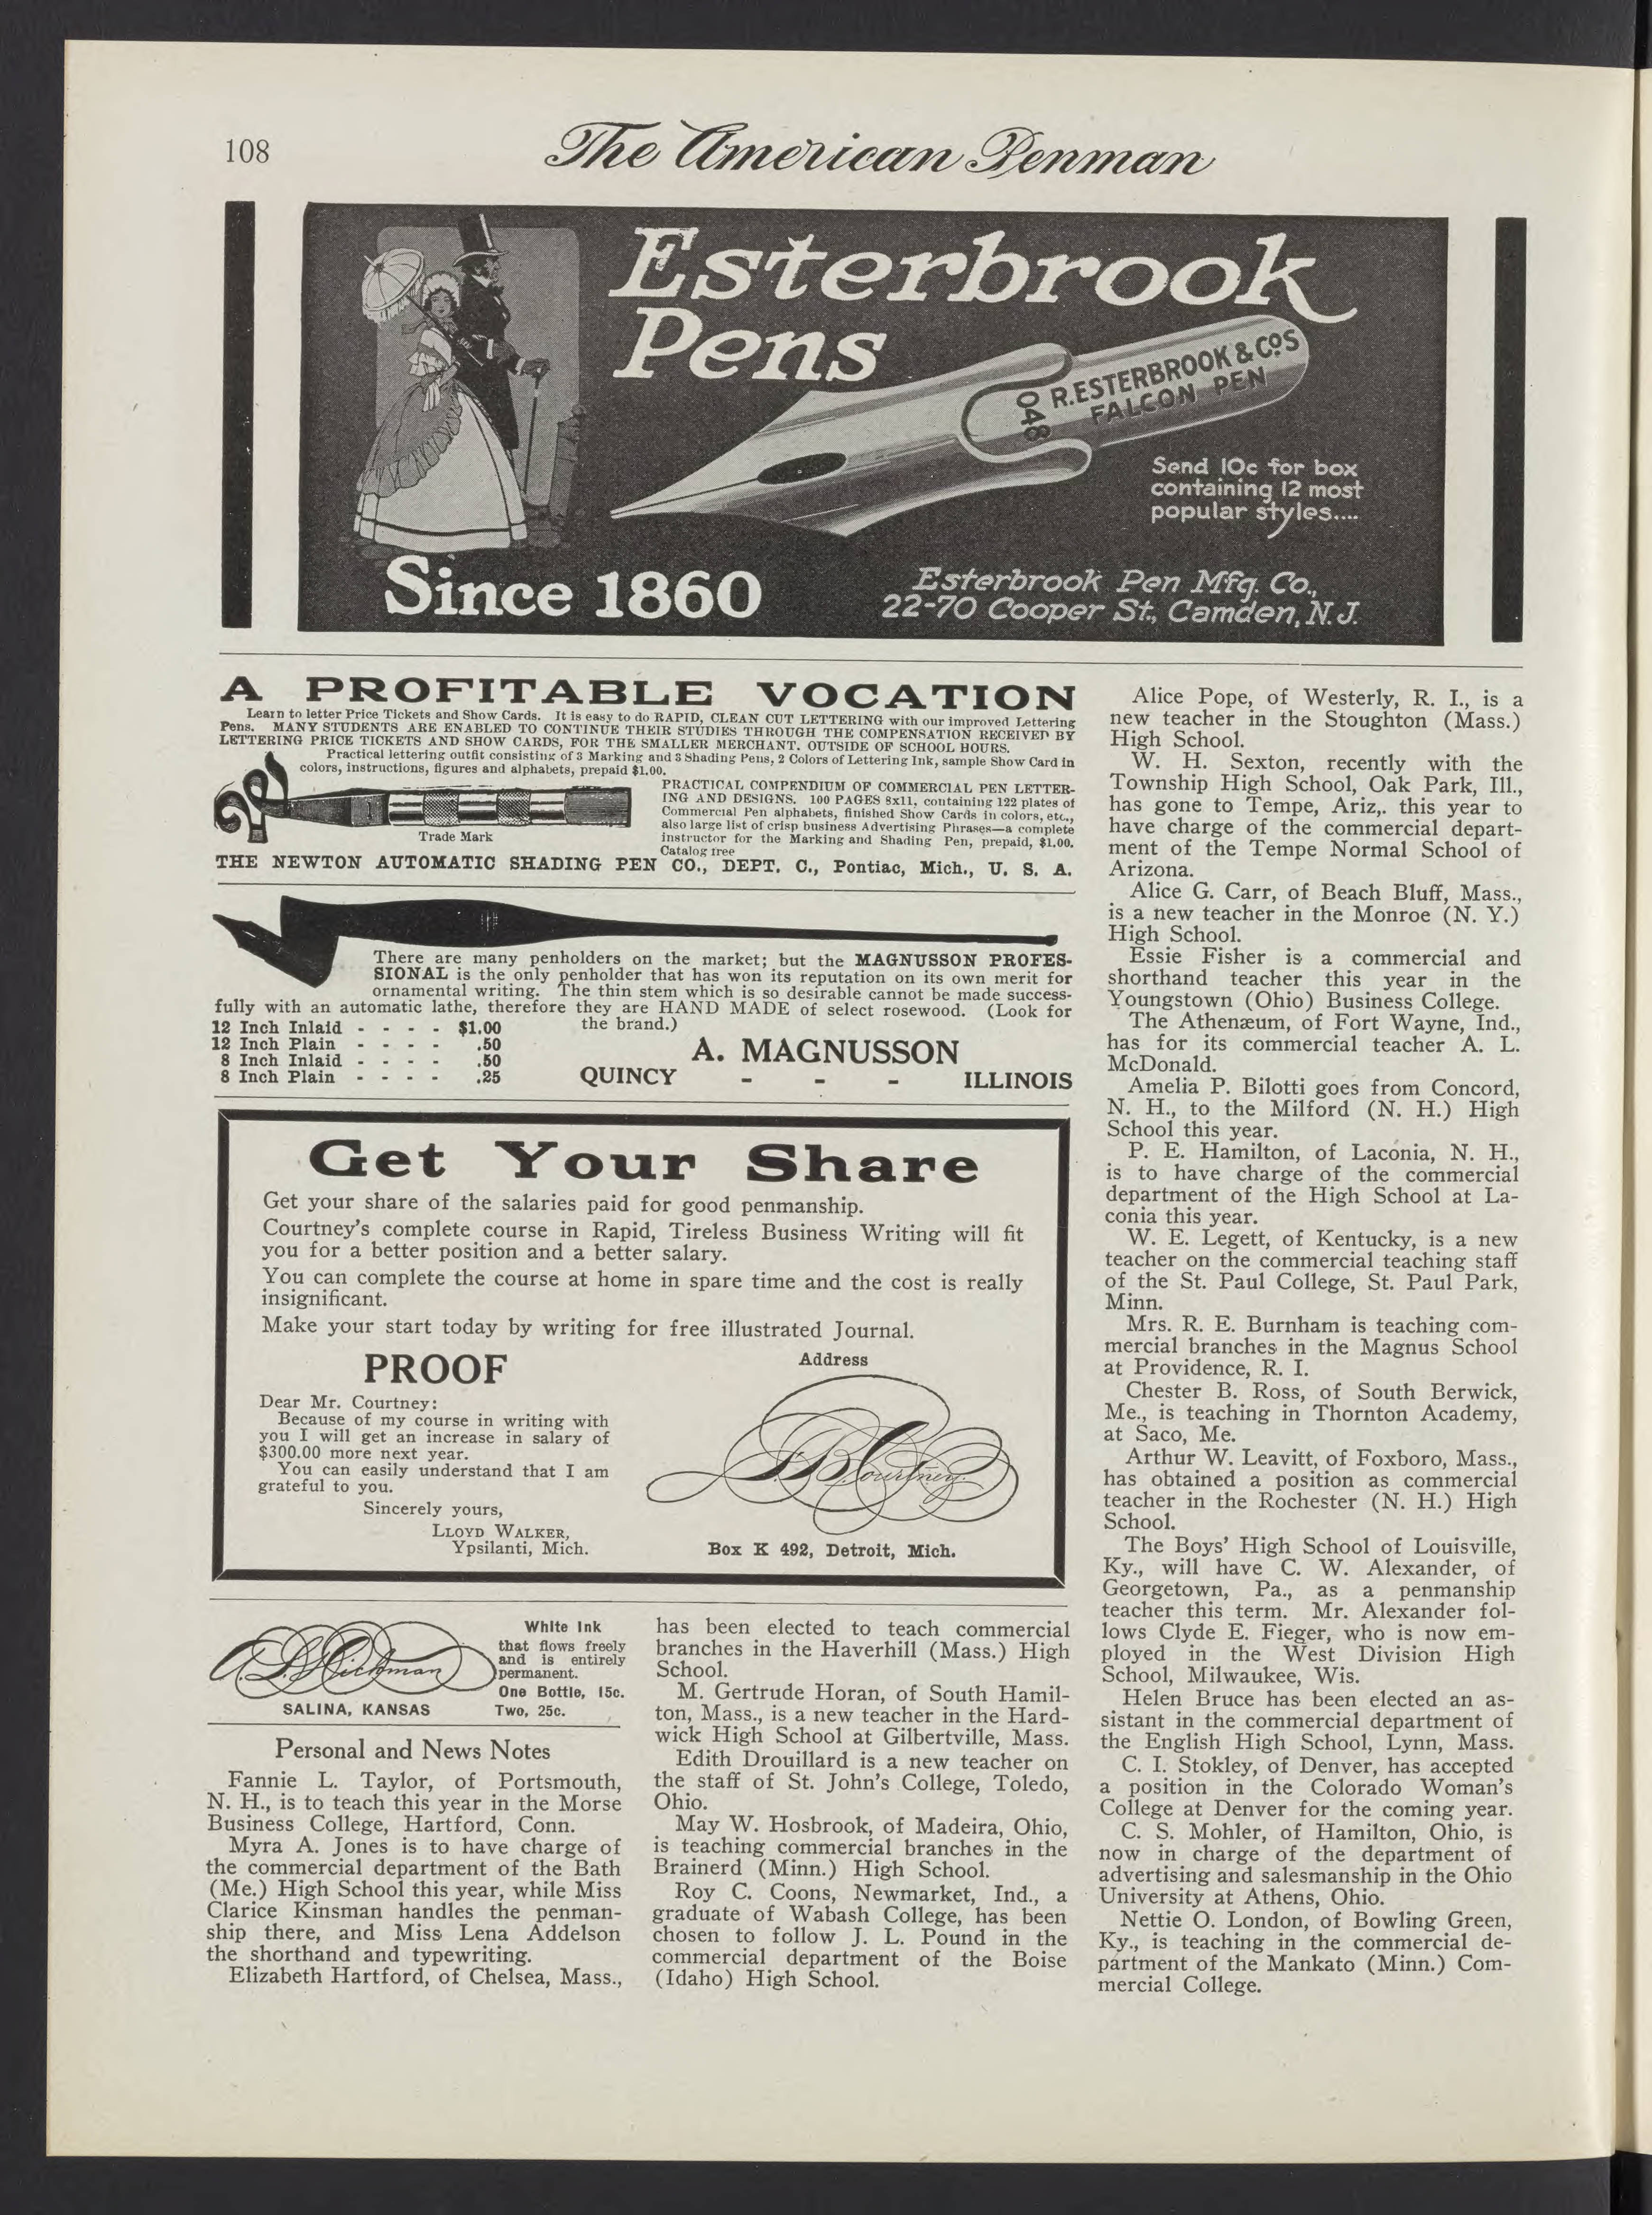 108
The American Penman
Esterbrook
Pens
R.ESTERBROOK & CO'S
FALCON PEN
048
Send 10c for box
containing 12 most
popular styles....
Since 1860
Esterbrook Pen Mfg. Co.,
22-70 Cooper St., Camden, N.J.
A PROFITABLE VOCATION
Learn to letter Price Tickets and Show Cards. It is easy to do RAPID, CLEAN CUT LETTERING with our improved Lettering
Pens. MANY STUDENTS ARE ENABLED TO CONTINUE THEIR STUDIES THROUGH THE COMPENSATION RECEIVED BY
LETTERING PRICE TICKETS AND SHOW CARDS, FOR THE SMALLER MERCHANT, OUTSIDE OF SCHOOL HOURS.
Practical lettering outfit consisting of 3 Marking and 3 Shading Pens, 2 Colors of Lettering Ink, sample Show Card in
colors, instructions, figures and alphabets, prepaid $1.00.
PRACTICAL COMPENDIUM OF COMMERCIAL PEN LETTER-
ING AND DESIGNS. 100 PAGES 8x11, containing 122 plates of
Commercial Pen alphabets, finished Show Cards in colors, etc.,
also large list of crisp business Advertising Phrases—a complete
instructor for the Marking and Shading Pen, prepaid, $1.00.
Catalog free
Trade Mark
THE NEWTON AUTOMATIC SHADING PEN CO., DEPT. C., Pontiac, Mich., U. S. A.
There are many penholders on the market; but the MAGNUSSON PROFES-
SIONAL is the only penholder that has won its reputation on its own merit for
ornamental writing. The thin stem which is so desirable cannot be made success-
fully with an automatic lathe, therefore they are HAND MADE of select rosewood. (Look for
the brand.)
12 Inch Inlaid - - - - $1.00
12 Inch Plain - - - - .50
8 Inch Inlaid - - - - .50
8 Inch Plain - - - - .25
A. MAGNUSSON
QUINCY - - - ILLINOIS
Get Your Share
Get your share of the salaries paid for good penmanship.
Courtney's complete course in Rapid, Tireless Business Writing will fit
you for a better position and a better salary.
You can complete the course at home in spare time and the cost is really
insignificant.
Make your start today by writing for free illustrated Journal.
PROOF
Dear Mr. Courtney:
Because of my course in writing with
you I will get an increase in salary of
$300.00 more next year.
You can easily understand that I am
grateful to you.
Sincerely yours,
LLOYD WALKER,
Ypsilanti, Mich.
Address
Courtney
Box K 492, Detroit, Mich.
Hickman
SALINA, KANSAS
White Ink
that flows freely
and is entirely
permanent.
One Bottle, 15c.
Two, 25c.
Personal and News Notes
Fannie L. Taylor, of Portsmouth,
N. H., is to teach this year in the Morse
Business College, Hartford, Conn.
Myra A. Jones is to have charge of
the commercial department of the Bath
(Me.) High School this year, while Miss
Clarice Kinsman handles the penman-
ship there, and Miss Lena Addelson
the shorthand and typewriting.
Elizabeth Hartford, of Chelsea, Mass.,
has been elected to teach commercial
branches in the Haverhill (Mass.) High
School.
M. Gertrude Horan, of South Hamil-
ton, Mass., is a new teacher in the Hard-
wick High School at Gilbertville, Mass.
Edith Drouillard is a new teacher on
the staff of St. John's College, Toledo,
Ohio.
May W. Hosbrook, of Madeira, Ohio,
is teaching commercial branches in the
Brainerd (Minn.) High School.
Roy C. Coons, Newmarket, Ind., a
graduate of Wabash College, has been
chosen to follow J. L. Pound in the
commercial department of the Boise
(Idaho) High School.
Alice Pope, of Westerly, R. I., is a
new teacher in the Stoughton (Mass.)
High School.
W. H. Sexton, recently with the
Township High School, Oak Park, Ill.,
has gone to Tempe, Ariz,. this year to
have charge of the commercial depart-
ment of the Tempe Normal School of
Arizona.
Alice G. Carr, of Beach Bluff, Mass.,
is a new teacher in the Monroe (N. Y.)
High School.
Essie Fisher is a commercial and
shorthand teacher this year in the
Youngstown (Ohio) Business College.
The Athenæum, of Fort Wayne, Ind.,
has for its commercial teacher A. L.
McDonald.
Amelia P. Bilotti goes from Concord,
N. H., to the Milford (N. H.) High
School this year.
P. E. Hamilton, of Laconia, N. H.,
is to have charge of the commercial
department of the High School at La-
conia this year.
W. E. Legett, of Kentucky, is a new
teacher on the commercial teaching staff
of the St. Paul College, St. Paul Park,
Minn.
Mrs. R. E. Burnham is teaching com-
mercial branches in the Magnus School
at Providence, R. I.
Chester B. Ross, of South Berwick,
Me., is teaching in Thornton Academy,
at Saco, Me.
Arthur W. Leavitt, of Foxboro, Mass.,
has obtained a position as commercial
teacher in the Rochester (N. H.) High
School.
The Boys' High School of Louisville,
Ky., will have C. W. Alexander, of
Georgetown, Pa., as a penmanship
teacher this term. Mr. Alexander fol-
lows Clyde E. Fieger, who is now em-
ployed in the West Division High
School, Milwaukee, Wis.
Helen Bruce has been elected an as-
sistant in the commercial department of
the English High School, Lynn, Mass.
C. I. Stokley, of Denver, has accepted
a position in the Colorado Woman's
College at Denver for the coming year.
C. S. Mohler, of Hamilton, Ohio, is
now in charge of the department of
advertising and salesmanship in the Ohio
University at Athens, Ohio.
Nettie O. London, of Bowling Green,
Ky., is teaching in the commercial de-
partment of the Mankato (Minn.) Com-
mercial College.